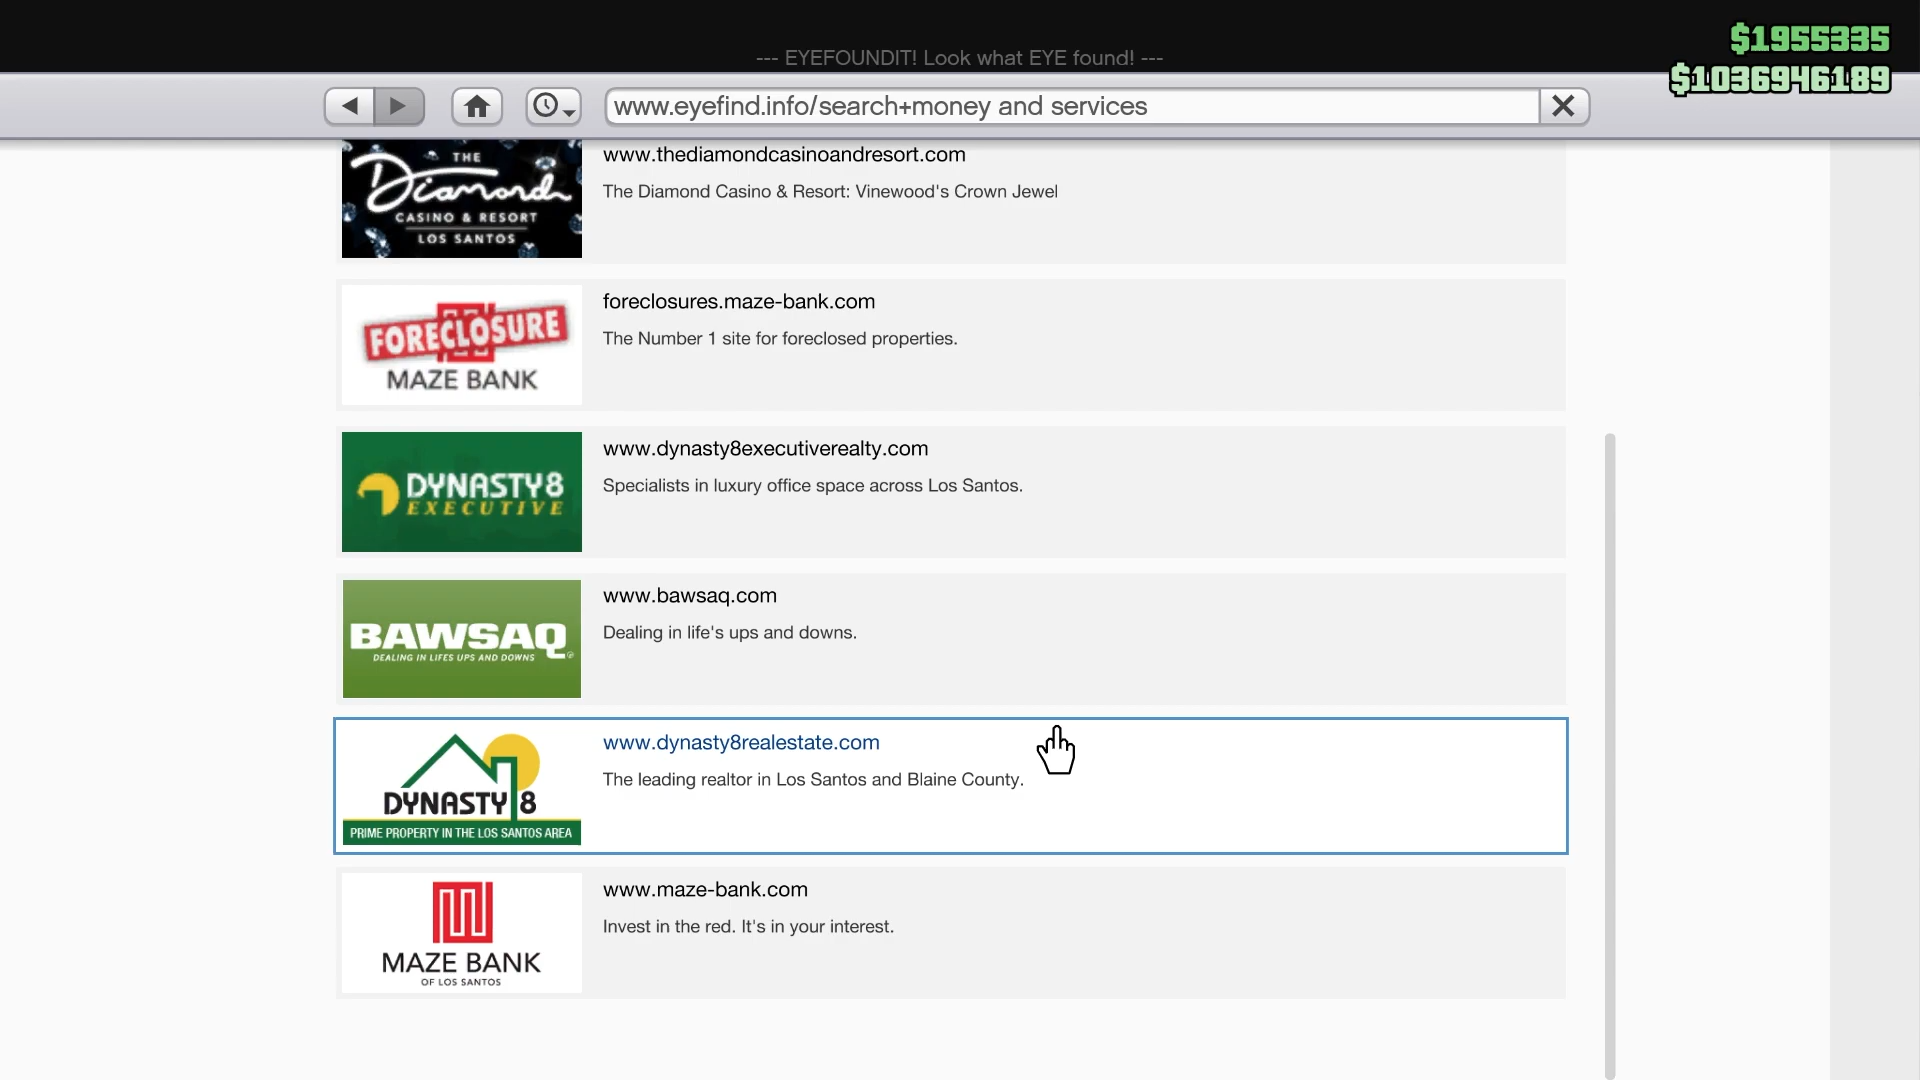 $1955335
--- EYEFOUNDIT! Look what EYE found! ---
$1036946189
www.eyefind.info/search+money and services
THE
Diamond
CASINO & RESORT
LOS SANTOS
www.thediamondcasinoandresort.com
The Diamond Casino & Resort: Vinewood's Crown Jewel
FORECLOSURE
MAZE BANK
foreclosures.maze-bank.com
The Number 1 site for foreclosed properties.
DYNASTY8
EXECUTIVE
www.dynasty8executiverealty.com
Specialists in luxury office space across Los Santos.
BAWSAQ
DEALING IN LIFES UPS AND DOWNS
www.bawsaq.com
Dealing in life's ups and downs.
DYNASTY 8
PRIME PROPERTY IN THE LOS SANTOS AREA
www.dynasty8realestate.com
The leading realtor in Los Santos and Blaine County.
MAZE BANK
OF LOS SANTOS
www.maze-bank.com
Invest in the red. It's in your interest.